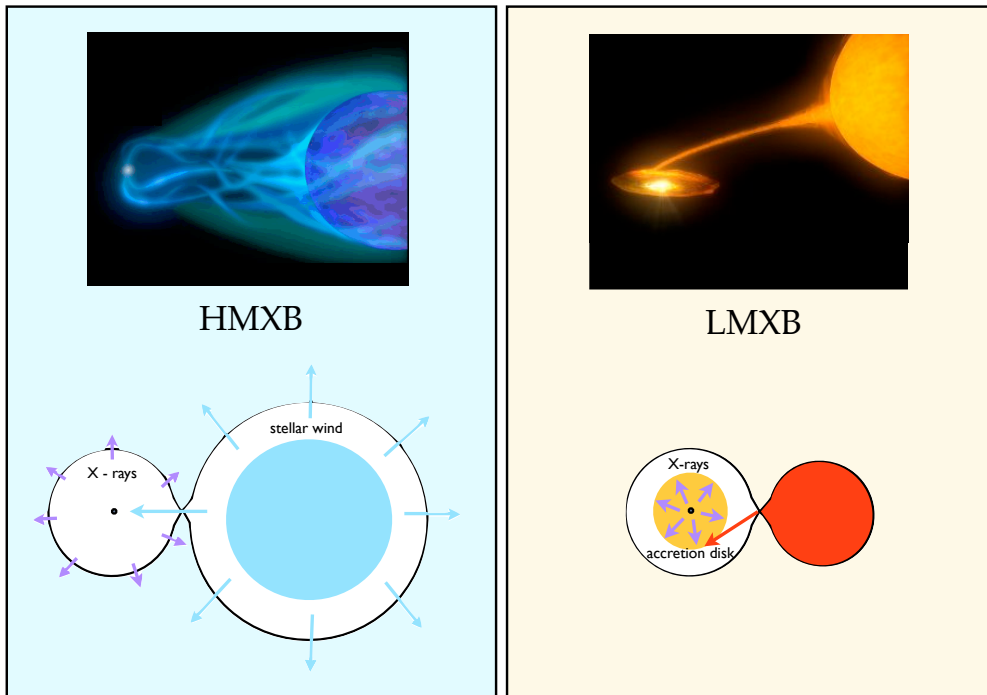 HMXB
stellar wind
X - rays
LMXB
X-rays
accretion disk